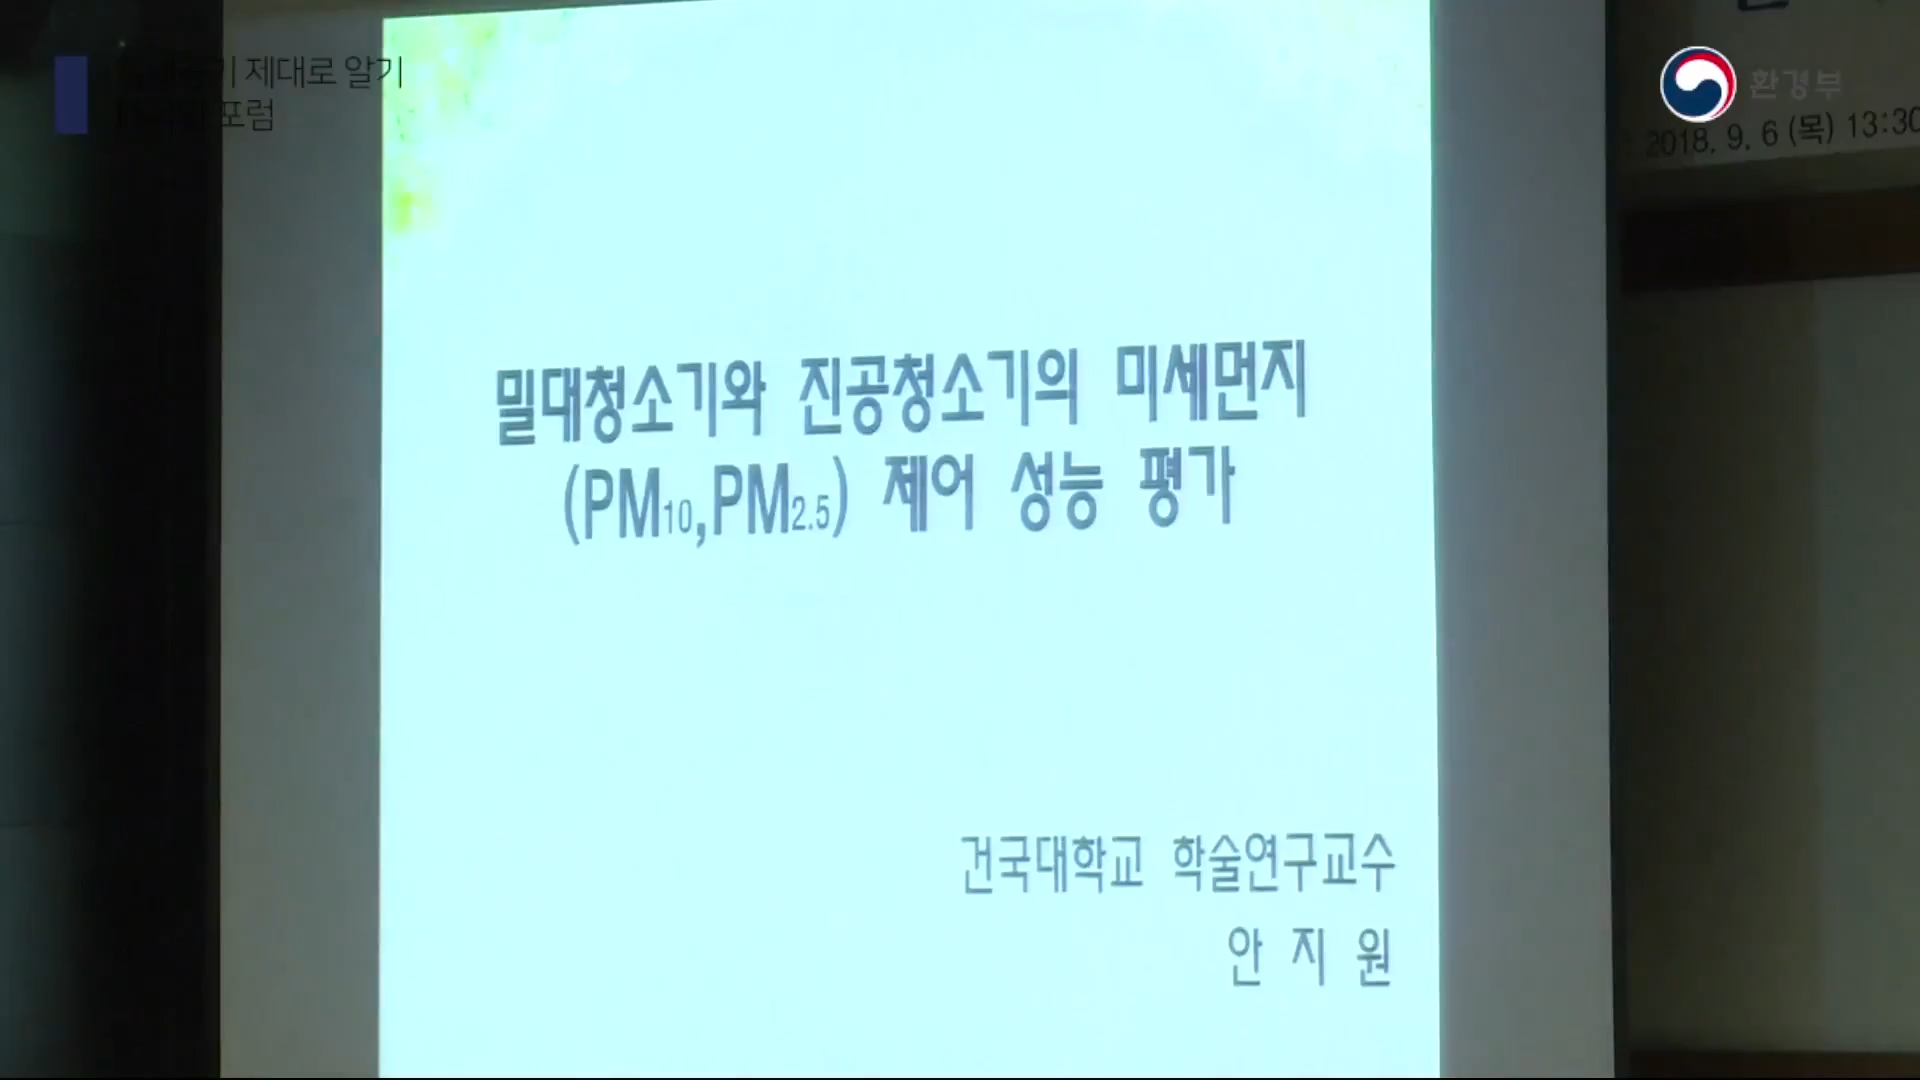 제대로 알기
포럼
환경부
2018. 9. 6 (목) 13:30
밀대청소기와 진공청소기의 미세먼지
(PM10,PM2.5) 제어 성능 평가
건국대학교 학술연구교수
안 지 원